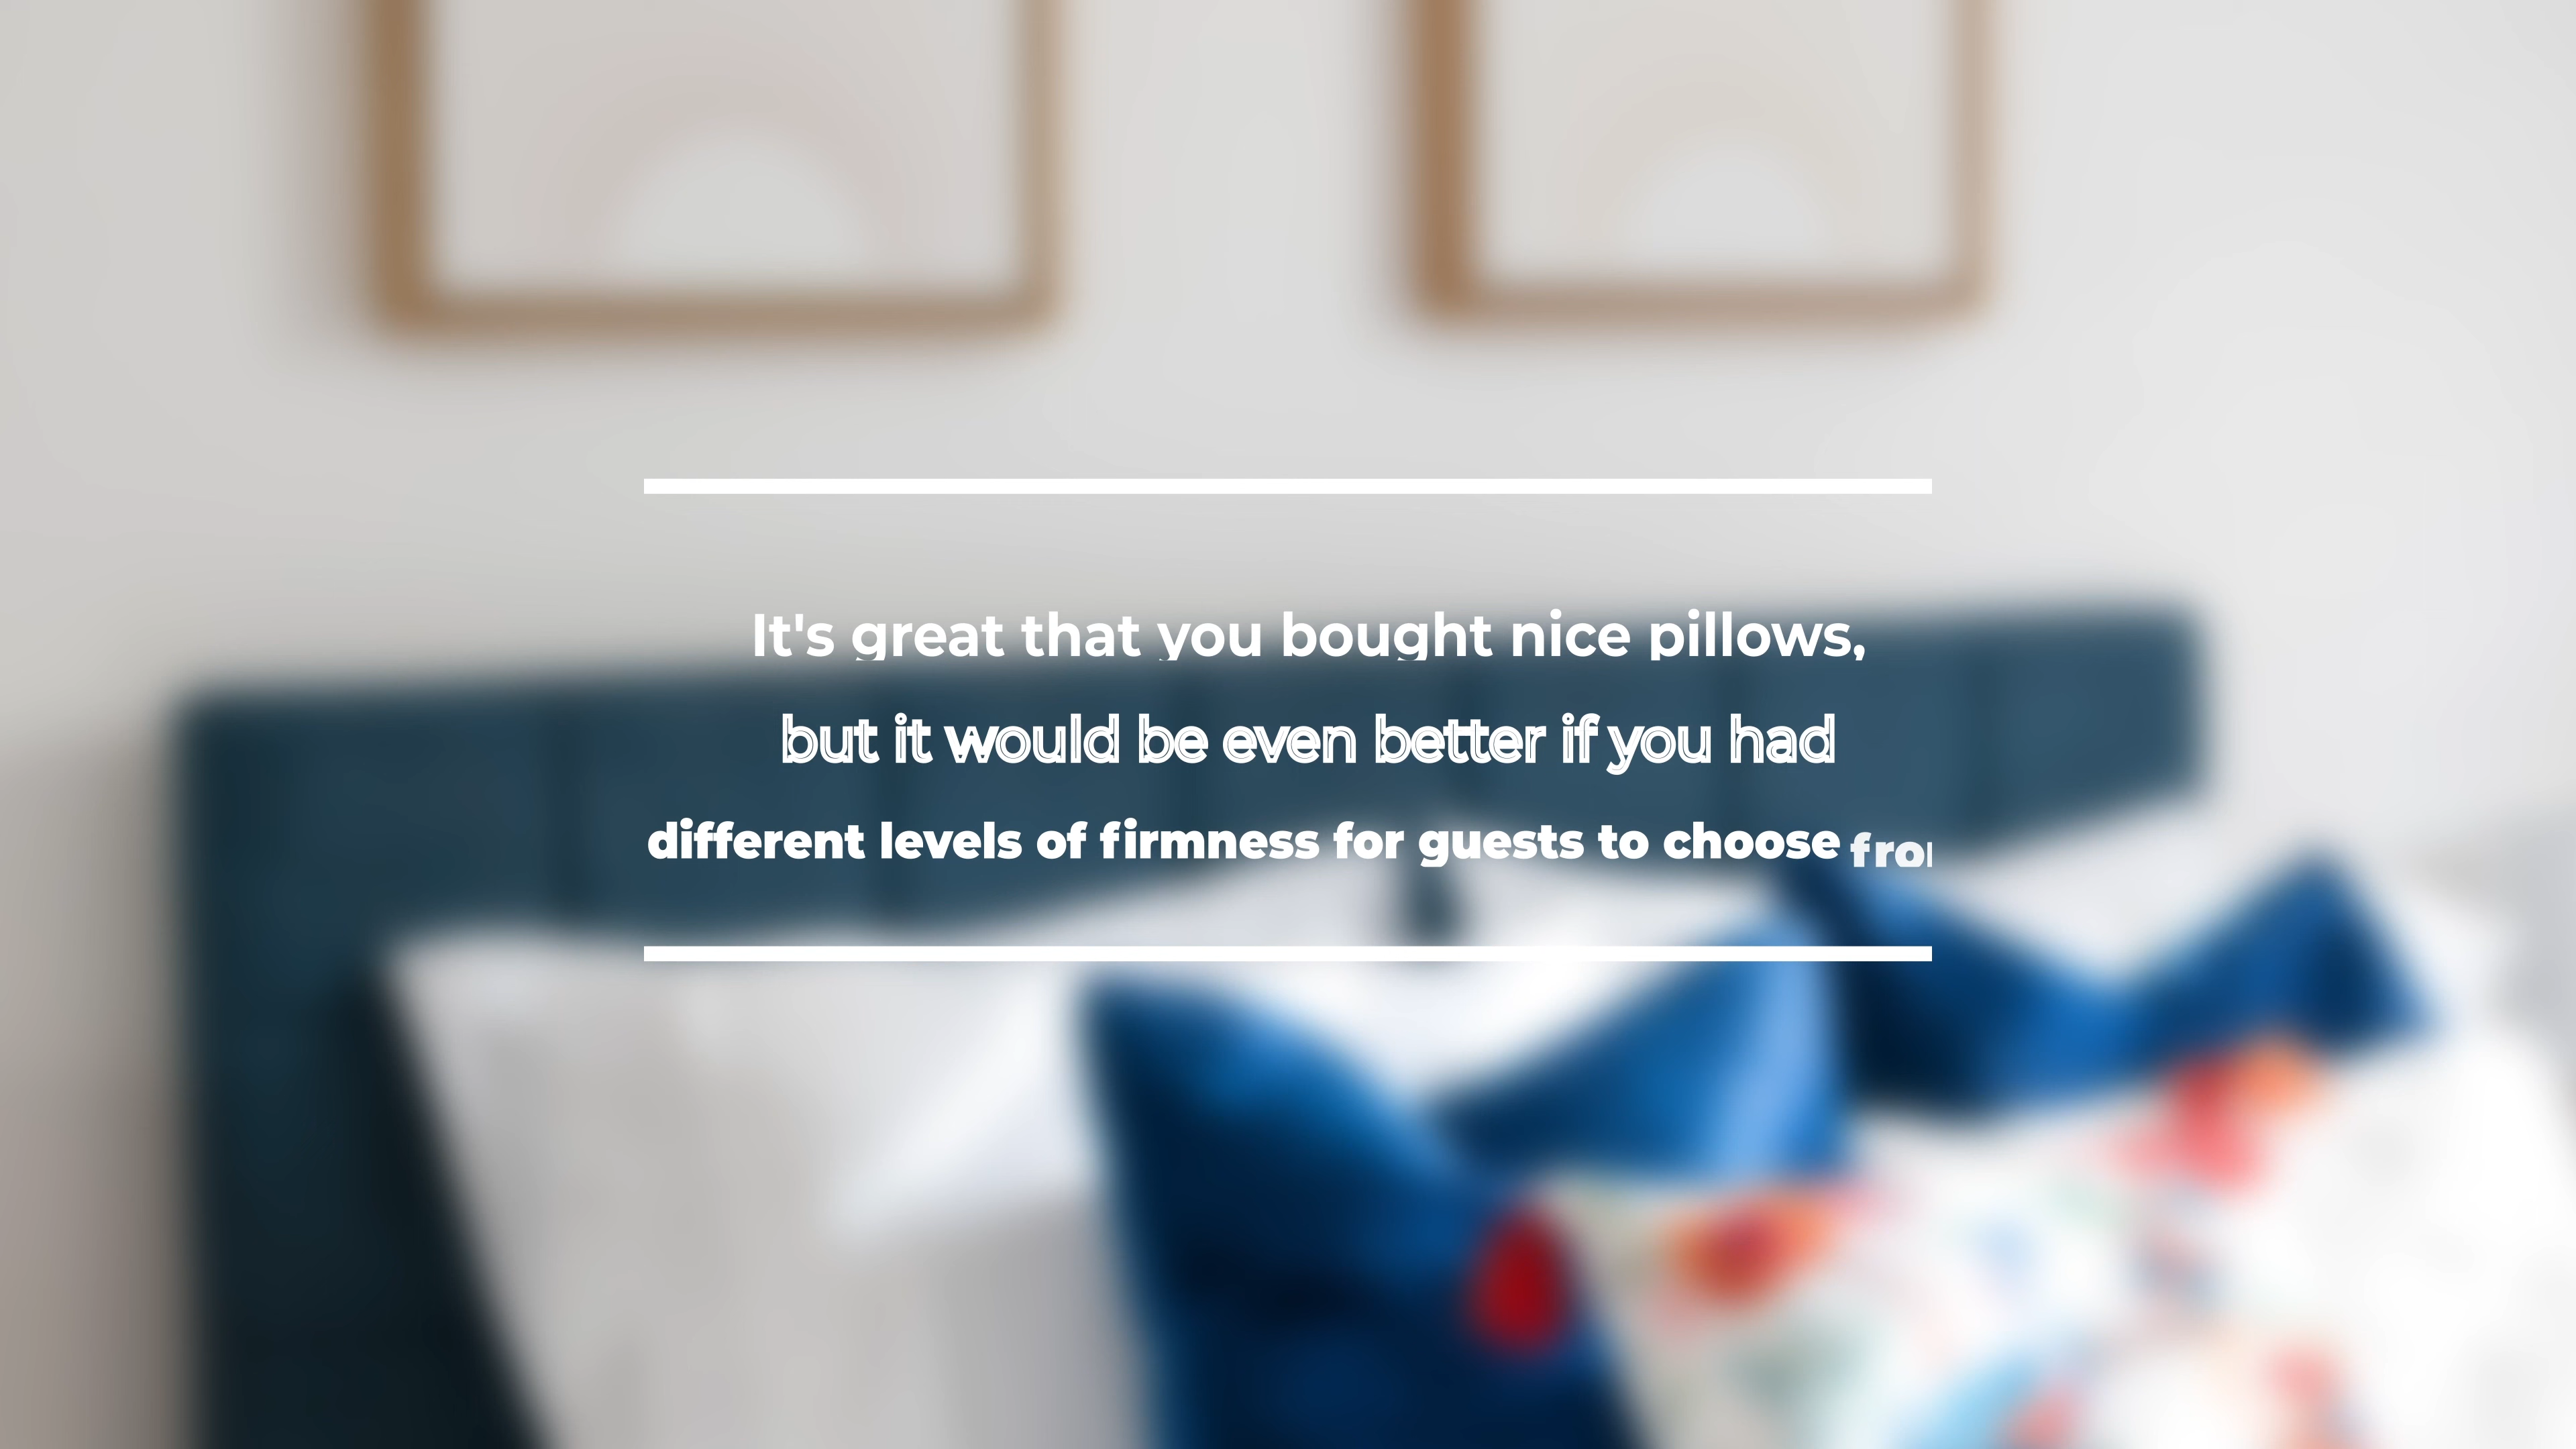 It's great that you bought nice pillows,
but it would be even better if you had
different levels of firmness for guests to choose